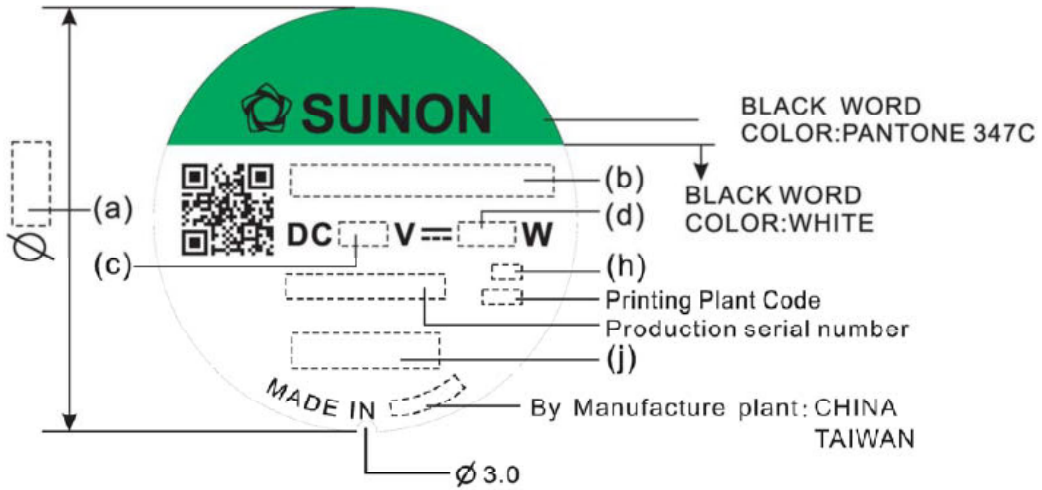 SUNON
BLACK WORD
COLOR:PANTONE 347C
(b)
BLACK WORD
COLOR:WHITE
(a)
Ø
(d)
DC V W
(c)
(h)
Printing Plant Code
Production serial number
(j)
MADE IN
By Manufacture plant: CHINA
TAIWAN
Ø 3.0